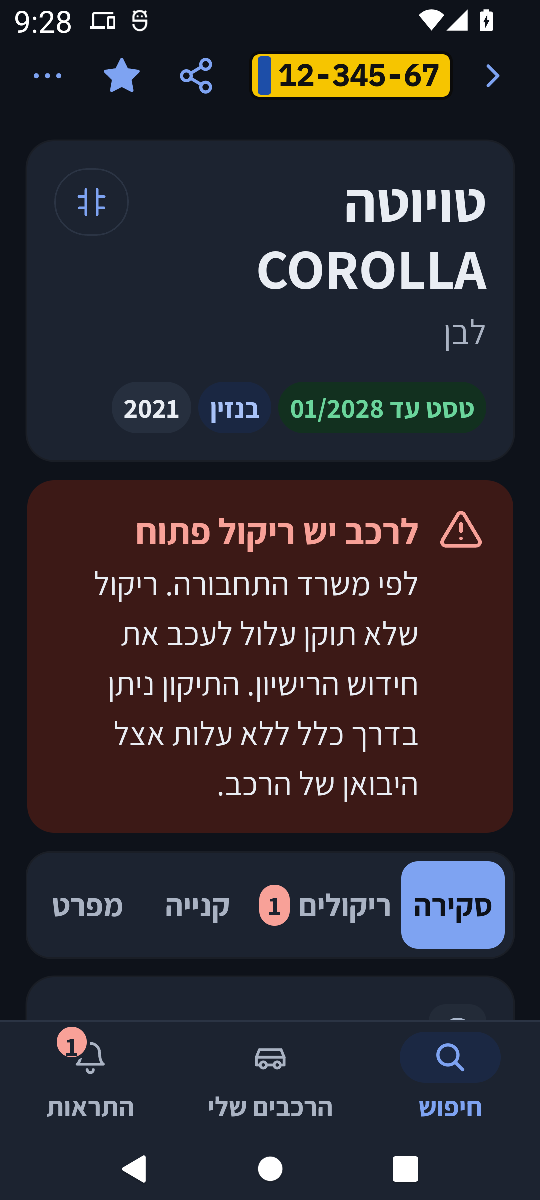 9:28
12-345-67
טויוטה
COROLLA
לבן
טסט עד 01/2028
בנזין
2021
לרכב יש ריקול פתוח
לפי משרד התחבורה. ריקול
שלא תוקן עלול לעכב את
חידוש הרישיון. התיקון ניתן
בדרך כלל ללא עלות אצל
היבואן של הרכב.
סקירה
ריקולים 1
קנייה
מפרט
חיפוש
הרכבים שלי
1
התראות